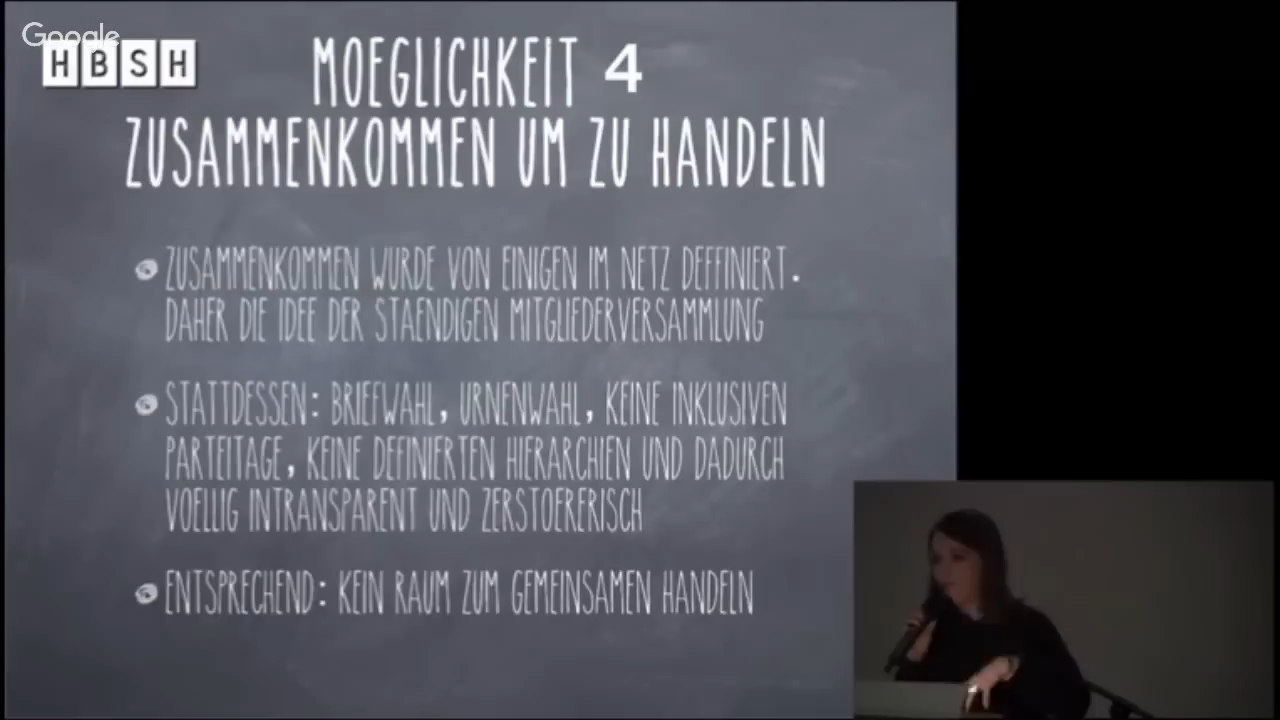 Google
HBSH
MOEGLICHKEIT 4
ZUSAMMENKOMMEN UM ZU HANDELN
ZUSAMMENKOMMEN WURDE VON EINIGEN IM NETZ DEFFINIERT.
DAHER DIE IDEE DER STAENDIGEN MITGLIEDERVERSAMMLUNG
STATTDESSEN: BRIEFWAHL, URNENWAHL, KEINE INKLUSIVEN
PARTEITAGE, KEINE DEFINIERTEN HIERARCHIEN UND DADURCH
VOELLIG INTRANSPARENT UND ZERSTOERERISCH
ENTSPRECHEND: KEIN RAUM ZUM GEMEINSAMEN HANDELN